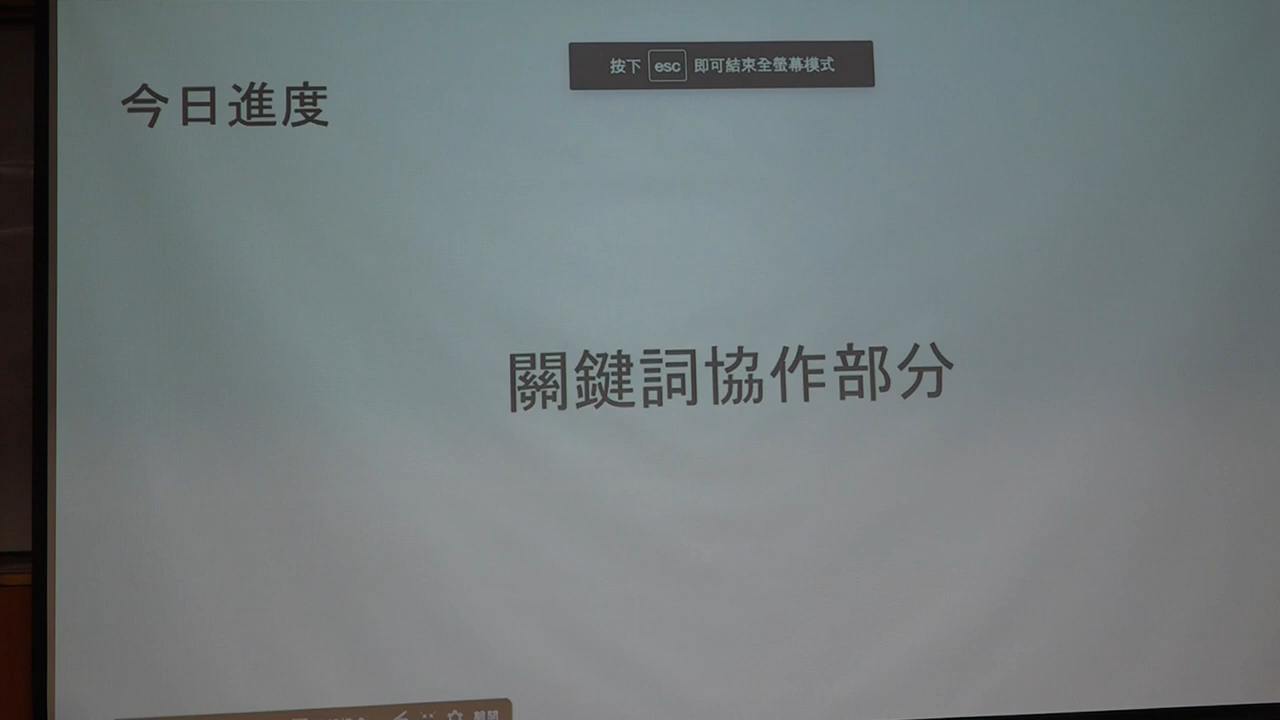 按下 esc 即可結束全螢幕模式
今日進度
關鍵詞協作部分